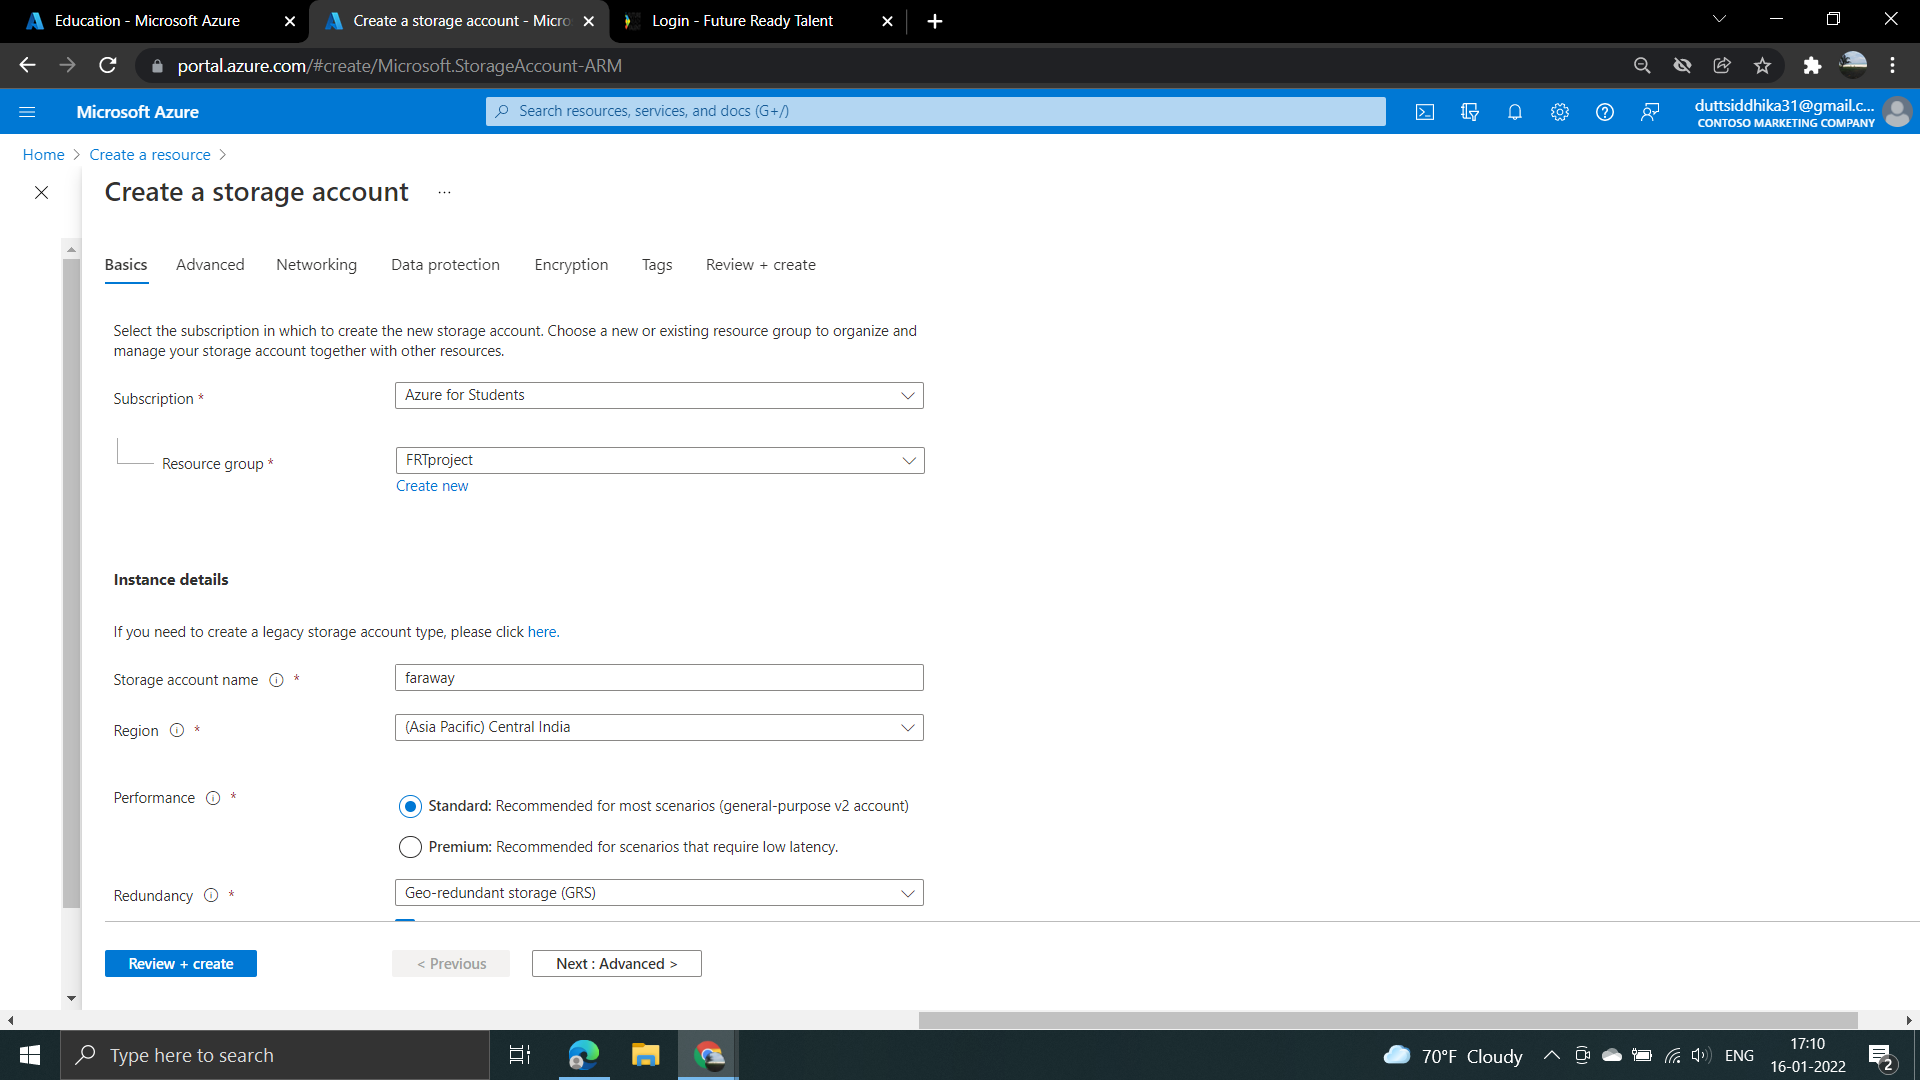 Education - Microsoft Azure
Create a storage account - Micro
Login - Future Ready Talent
portal.azure.com/#create/Microsoft.StorageAccount-ARM
Microsoft Azure
Search resources, services, and docs (G+/)
duttsiddhika31@gmail.c...
CONTOSO MARKETING COMPANY
Home > Create a resource >
Create a storage account ...
Basics Advanced Networking Data protection Encryption Tags Review + create
Select the subscription in which to create the new storage account. Choose a new or existing resource group to organize and
manage your storage account together with other resources.
Subscription *
Azure for Students
Resource group *
FRTproject
Create new
Instance details
If you need to create a legacy storage account type, please click here.
Storage account name *
faraway
Region *
(Asia Pacific) Central India
Performance *
Standard: Recommended for most scenarios (general-purpose v2 account)
Premium: Recommended for scenarios that require low latency.
Redundancy *
Geo-redundant storage (GRS)
Review + create
< Previous
Next : Advanced >
Type here to search
70°F Cloudy
ENG
17:10
16-01-2022
2